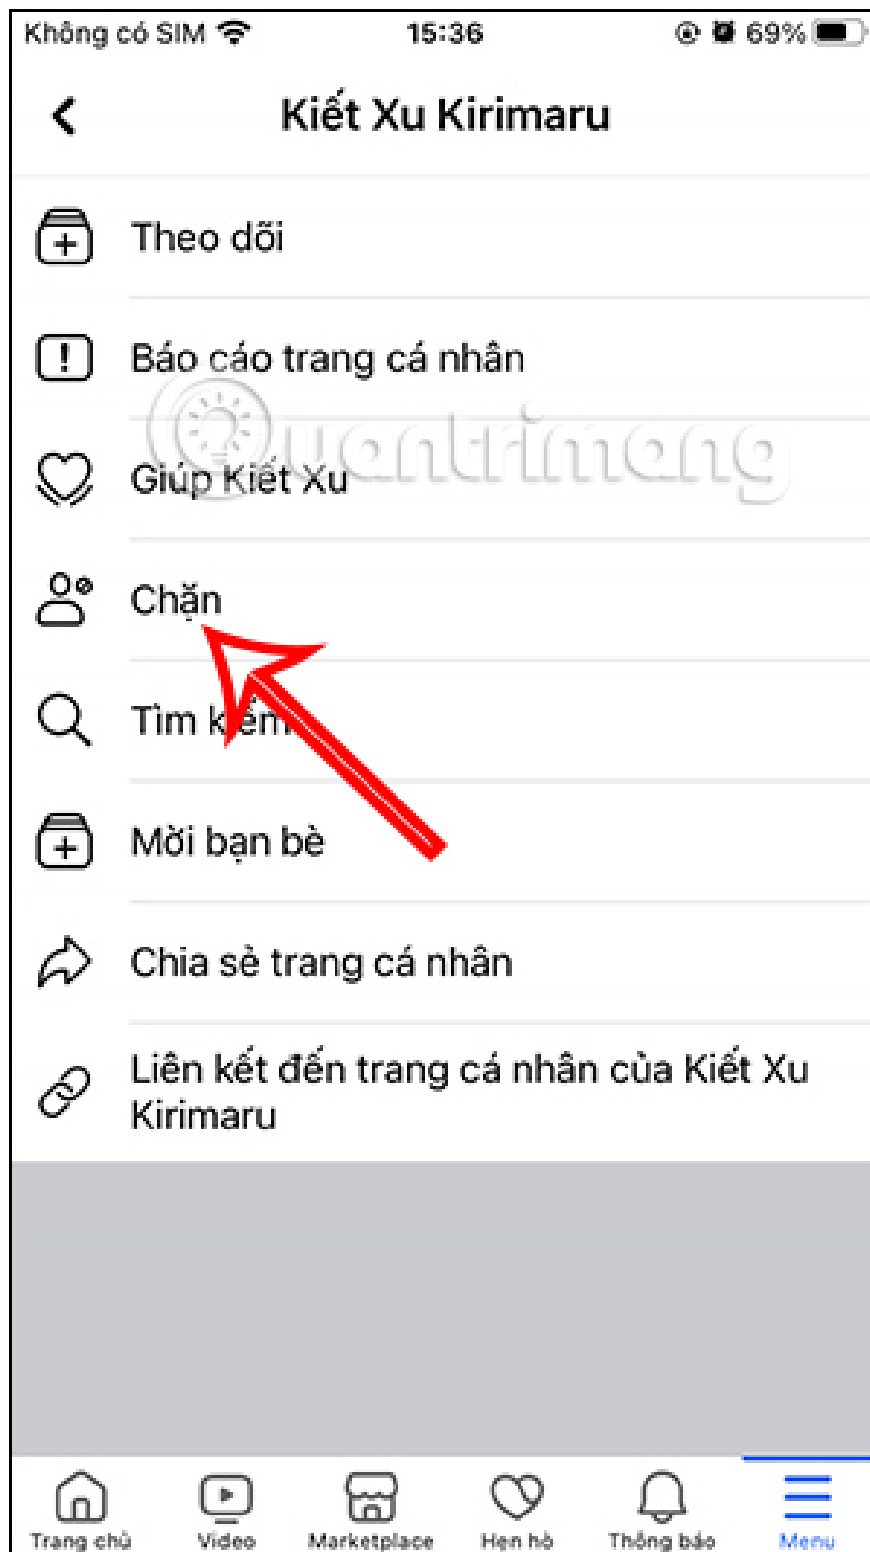 Không có SIM 15:36 69%
Kiết Xu Kirimaru
Theo dõi
Báo cáo trang cá nhân
Quantrimang
Giúp Kiết Xu
Chặn
Tìm kiếm
Mời bạn bè
Chia sẻ trang cá nhân
Liên kết đến trang cá nhân của Kiết Xu
Kirimaru
Trang chủ Video Marketplace Hẹn hò Thông báo Menu